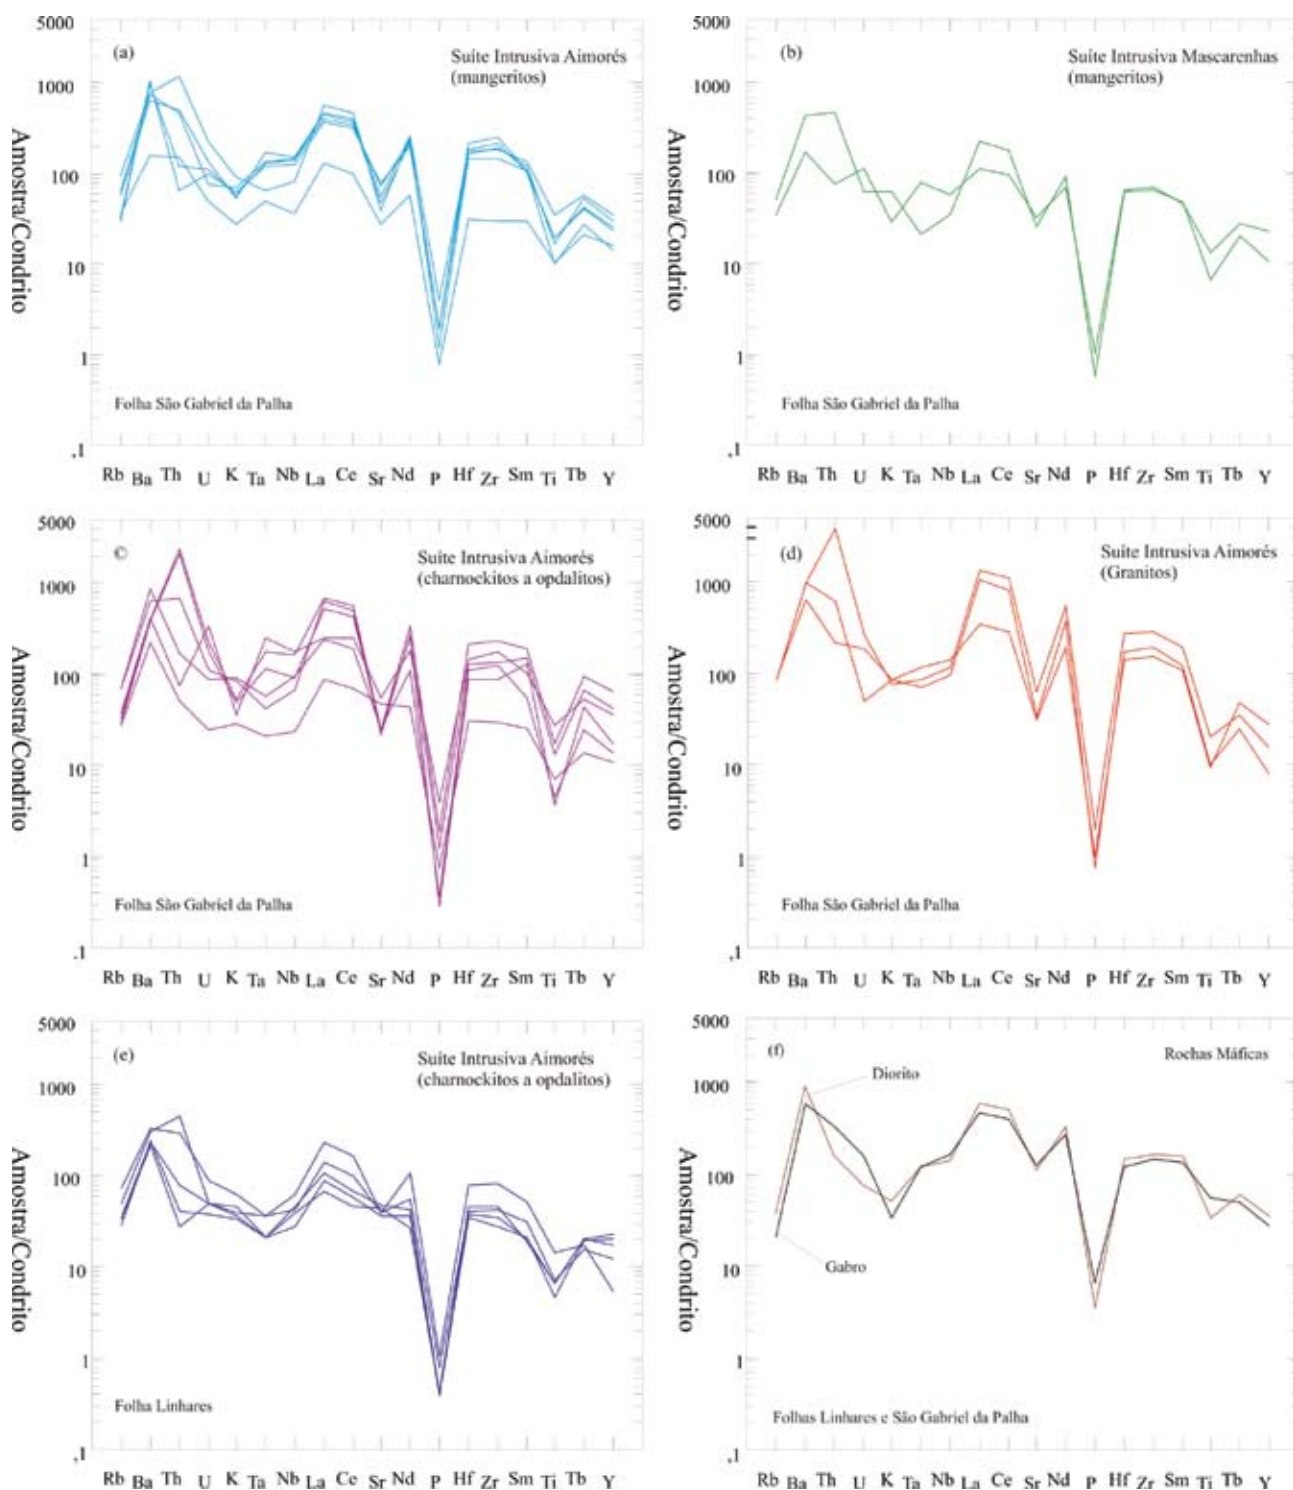 (a)
Suíte Intrusiva Aimorés
(mangeritos)
5000
1000
100
10
1
,1
Amostra/Condrito
Folha São Gabriel da Palha
Rb Ba Th U K Ta Nb La Ce Sr Nd P Hf Zr Sm Ti Tb Y
(b)
Suíte Intrusiva Mascarenhas
(mangeritos)
5000
1000
100
10
1
,1
Amostra/Condrito
Folha São Gabriel da Palha
Rb Ba Th U K Ta Nb La Ce Sr Nd P Hf Zr Sm Ti Tb Y
©
Suíte Intrusiva Aimorés
(charnockitos a opdalitos)
5000
1000
100
10
1
,1
Amostra/Condrito
Folha São Gabriel da Palha
Rb Ba Th U K Ta Nb La Ce Sr Nd P Hf Zr Sm Ti Tb Y
(d)
Suíte Intrusiva Aimorés
(Granitos)
5000
1000
100
10
1
,1
Amostra/Condrito
Folha São Gabriel da Palha
Rb Ba Th U K Ta Nb La Ce Sr Nd P Hf Zr Sm Ti Tb Y
(e)
Suíte Intrusiva Aimorés
(charnockitos a opdalitos)
5000
1000
100
10
1
,1
Amostra/Condrito
Folha Linhares
Rb Ba Th U K Ta Nb La Ce Sr Nd P Hf Zr Sm Ti Tb Y
(f)
Rochas Máficas
Diorito
Gabro
5000
1000
100
10
1
,1
Amostra/Condrito
Folhas Linhares e São Gabriel da Palha
Rb Ba Th U K Ta Nb La Ce Sr Nd P Hf Zr Sm Ti Tb Y